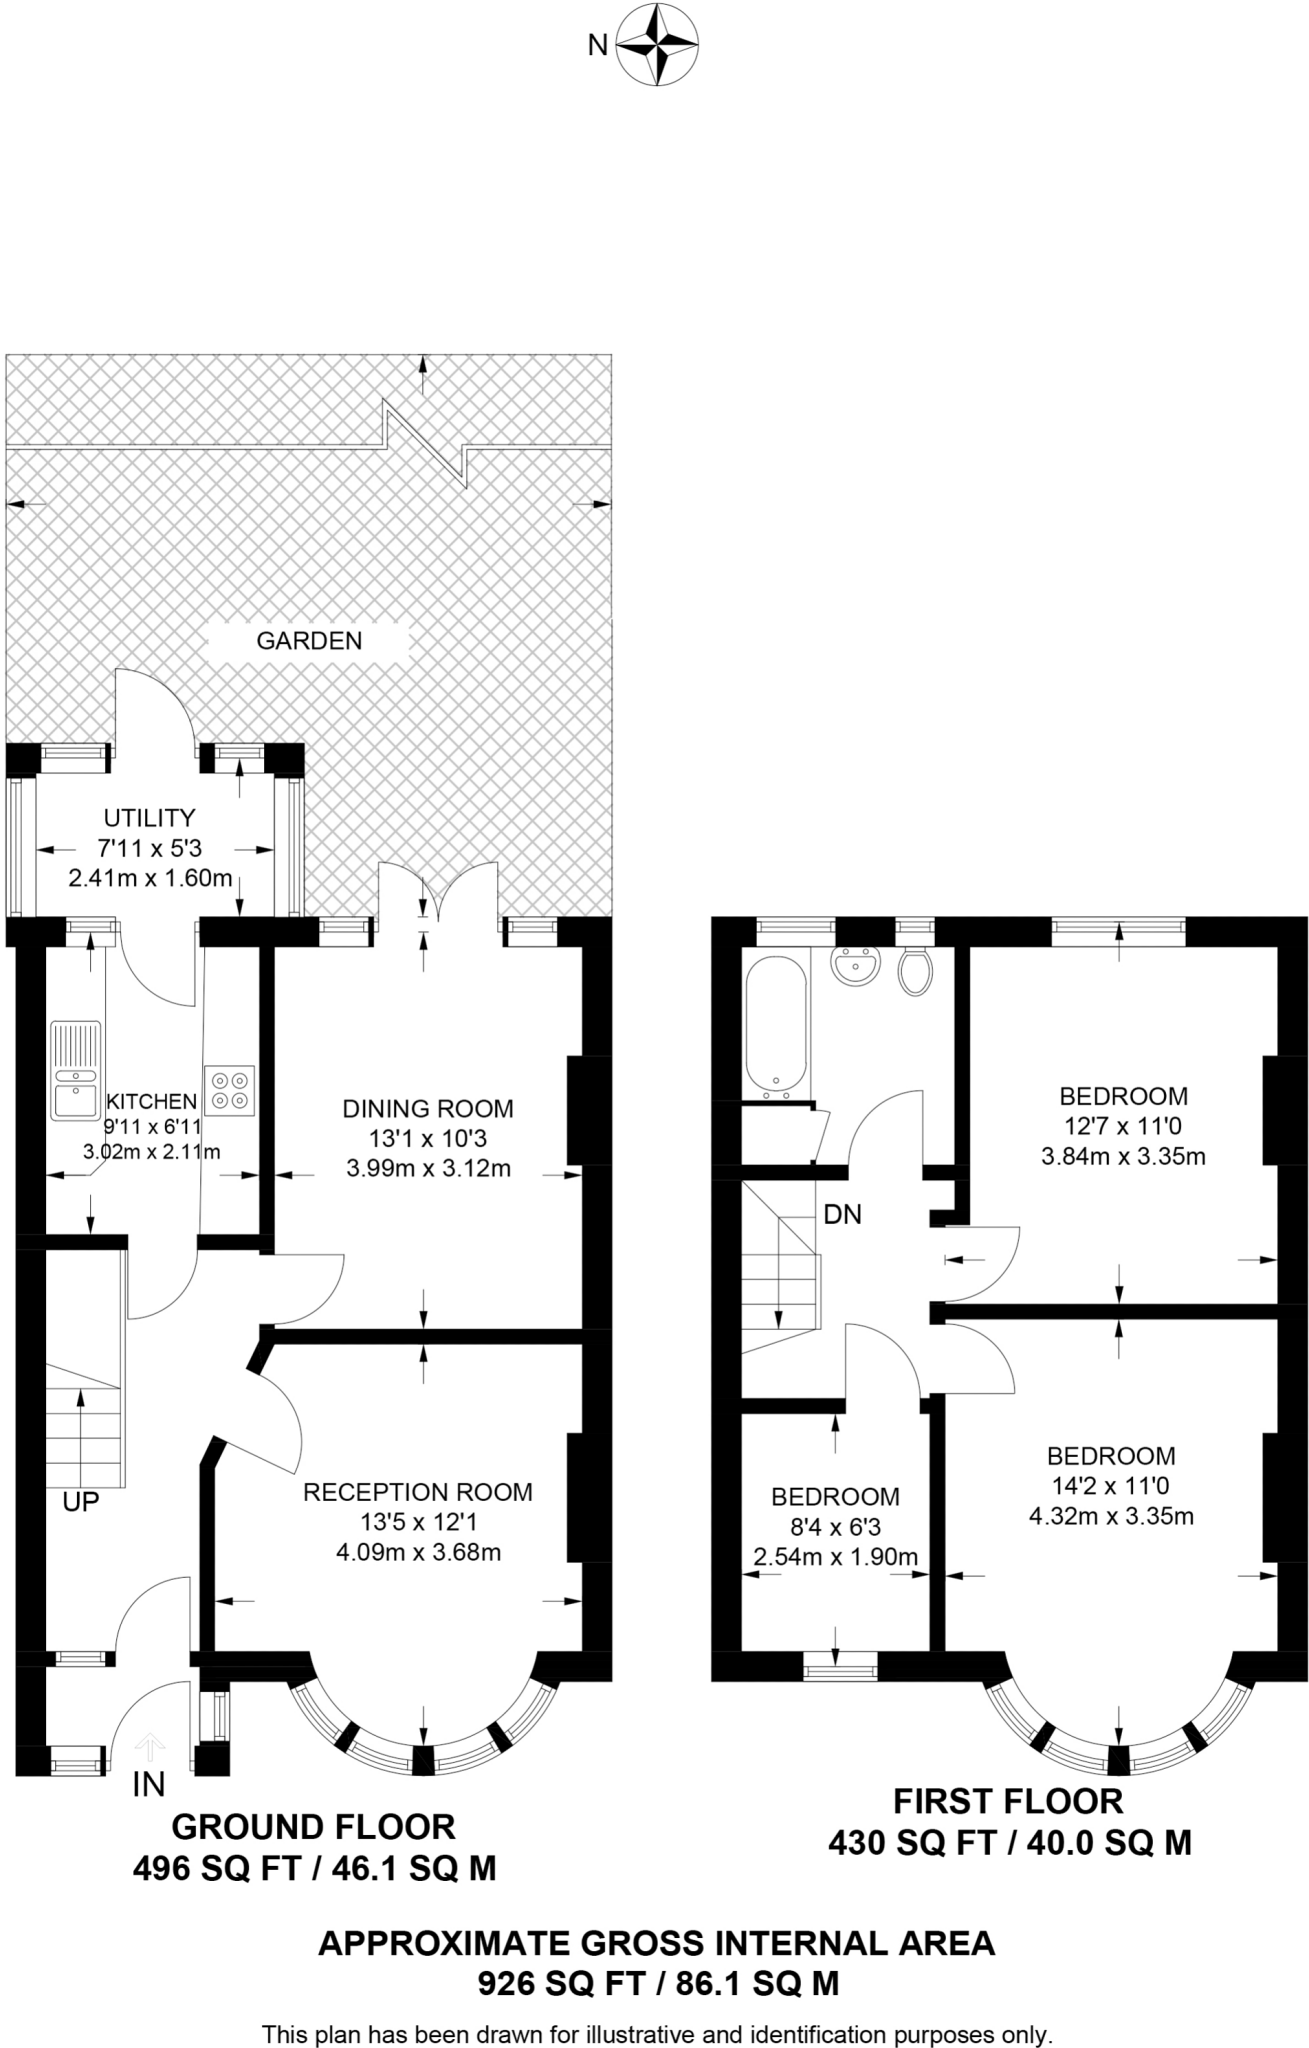 N
GARDEN
UTILITY
7'11 x 5'3
2.41m x 1.60m
KITCHEN
9'11 x 6'11
3.02m x 2.11m
DINING ROOM
13'1 x 10'3
3.99m x 3.12m
UP
RECEPTION ROOM
13'5 x 12'1
4.09m x 3.68m
IN
GROUND FLOOR
496 SQ FT / 46.1 SQ M
BEDROOM
12'7 x 11'0
3.84m x 3.35m
DN
BEDROOM
14'2 x 11'0
4.32m x 3.35m
BEDROOM
8'4 x 6'3
2.54m x 1.90m
FIRST FLOOR
430 SQ FT / 40.0 SQ M
APPROXIMATE GROSS INTERNAL AREA
926 SQ FT / 86.1 SQ M
This plan has been drawn for illustrative and identification purposes only.